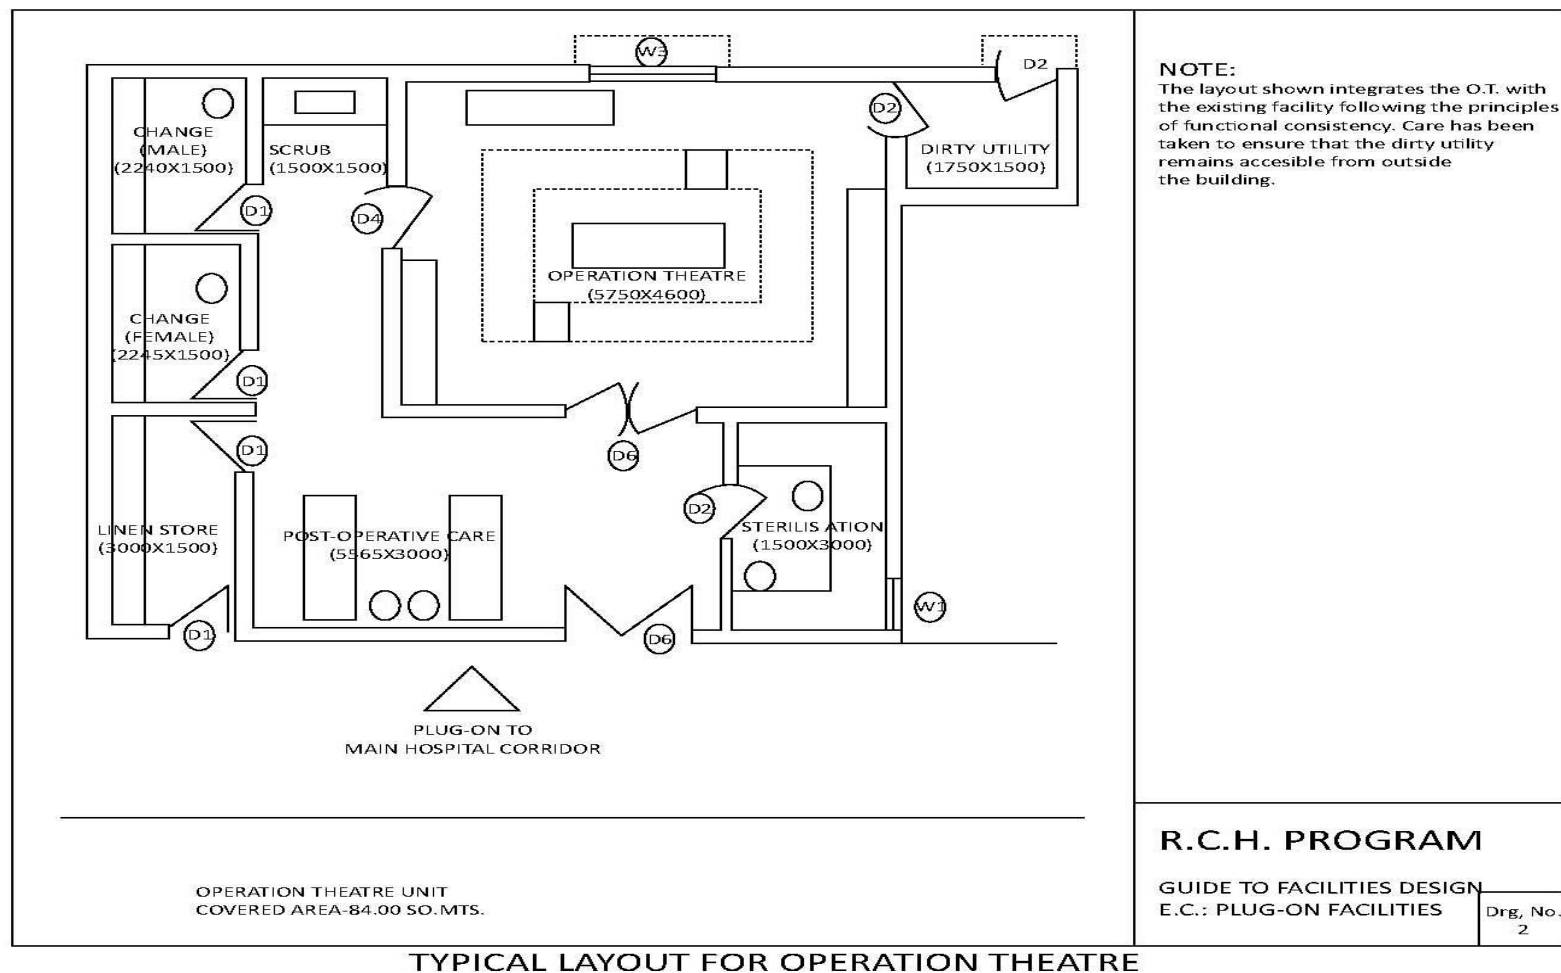 W3
D2
CHANGE
(MALE)
(2240X1500)
SCRUB
(1500X1500)
D1
D4
D2
DIRTY UTILITY
(1750X1500)
OPERATION THEATRE
(5750X4600)
CHANGE
(FEMALE)
(2245X1500)
D1
D1
D6
D2
LINEN STORE
(3000X1500)
POST-OPERATIVE CARE
(5565X3000)
STERILIS ATION
(1500X3000)
W1
D1
D6
PLUG-ON TO
MAIN HOSPITAL CORRIDOR
OPERATION THEATRE UNIT
COVERED AREA-84.00 SO.MTS.
NOTE:
The layout shown integrates the O.T. with
the existing facility following the principles
of functional consistency. Care has been
taken to ensure that the dirty utility
remains accesible from outside
the building.
R.C.H. PROGRAM
GUIDE TO FACILITIES DESIGN
E.C.: PLUG-ON FACILITIES
Drg, No.
2
TYPICAL LAYOUT FOR OPERATION THEATRE